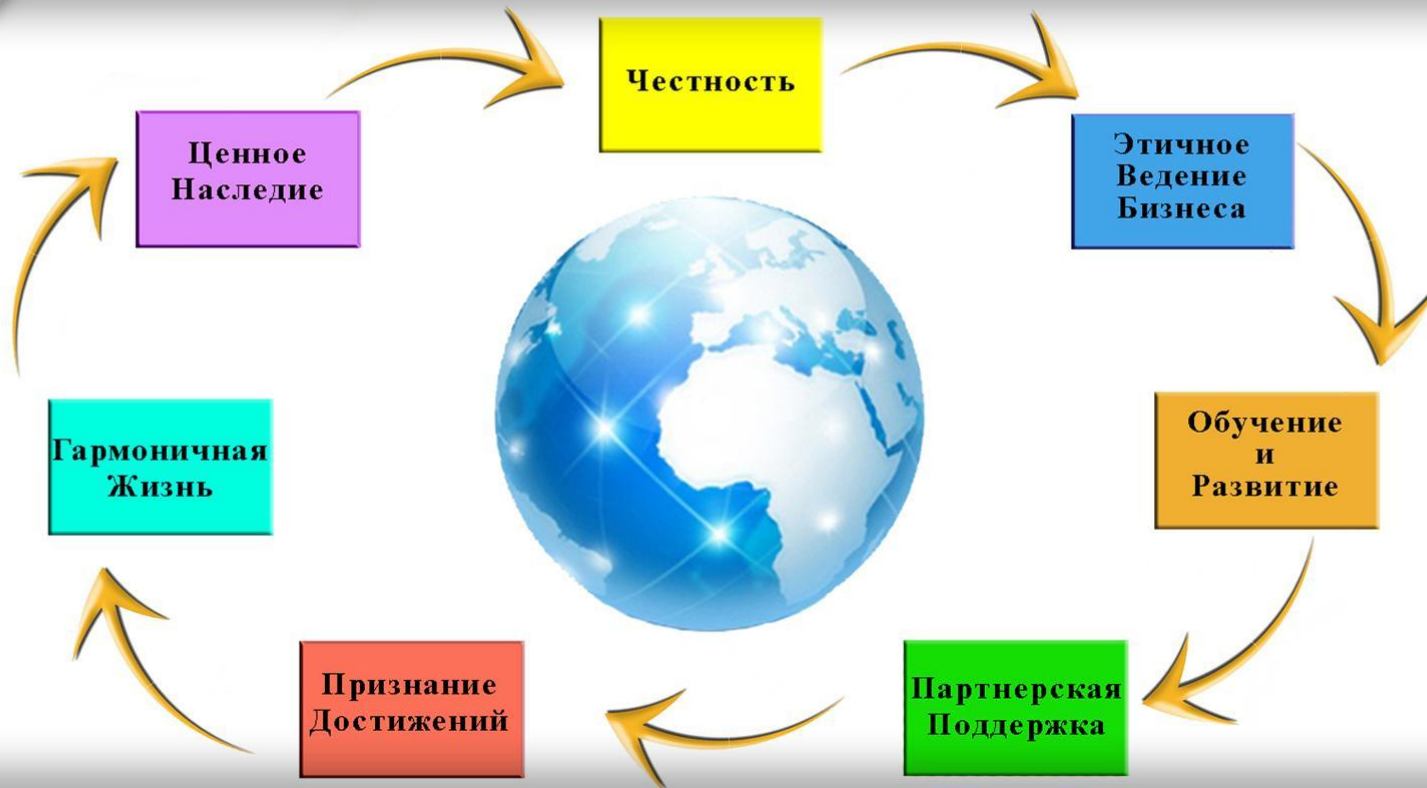 Честность
Этичное
Ведение
Бизнеса
Обучение
и
Развитие
Партнерская
Поддержка
Признание
Достижений
Гармоничная
Жизнь
Ценное
Наследие